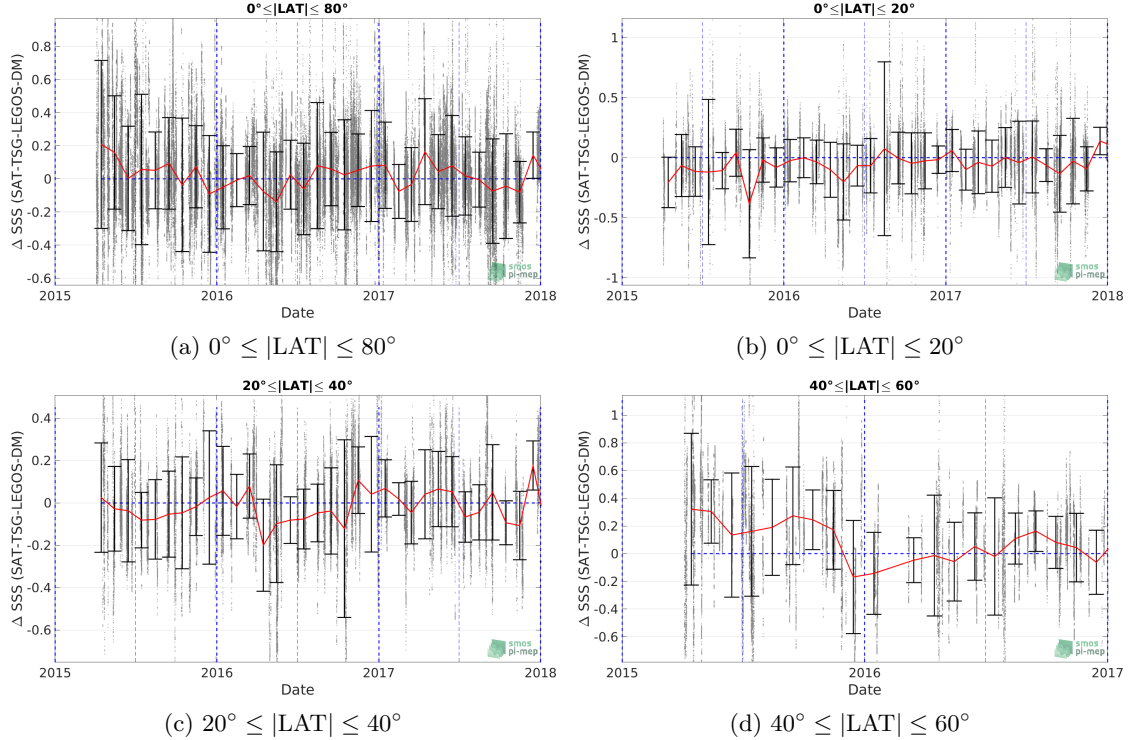 0°≤|LAT|≤ 80°
Δ SSS (SAT-TSG-LEGOS-DM)
0.8
0.6
0.4
0.2
0
-0.2
-0.4
-0.6
2015 2016 2017 2018
Date
smos
pi-mep
(a) 0° ≤ |LAT| ≤ 80°
0°≤|LAT|≤ 20°
Δ SSS (SAT-TSG-LEGOS-DM)
1
0.5
0
-0.5
-1
2015 2016 2017 2018
Date
smos
pi-mep
(b) 0° ≤ |LAT| ≤ 20°
20°≤|LAT|≤ 40°
Δ SSS (SAT-TSG-LEGOS-DM)
0.4
0.2
0
-0.2
-0.4
-0.6
2015 2016 2017 2018
Date
smos
pi-mep
(c) 20° ≤ |LAT| ≤ 40°
40°≤|LAT|≤ 60°
Δ SSS (SAT-TSG-LEGOS-DM)
1
0.8
0.6
0.4
0.2
0
-0.2
-0.4
-0.6
2015 2016 2017
Date
smos
pi-mep
(d) 40° ≤ |LAT| ≤ 60°